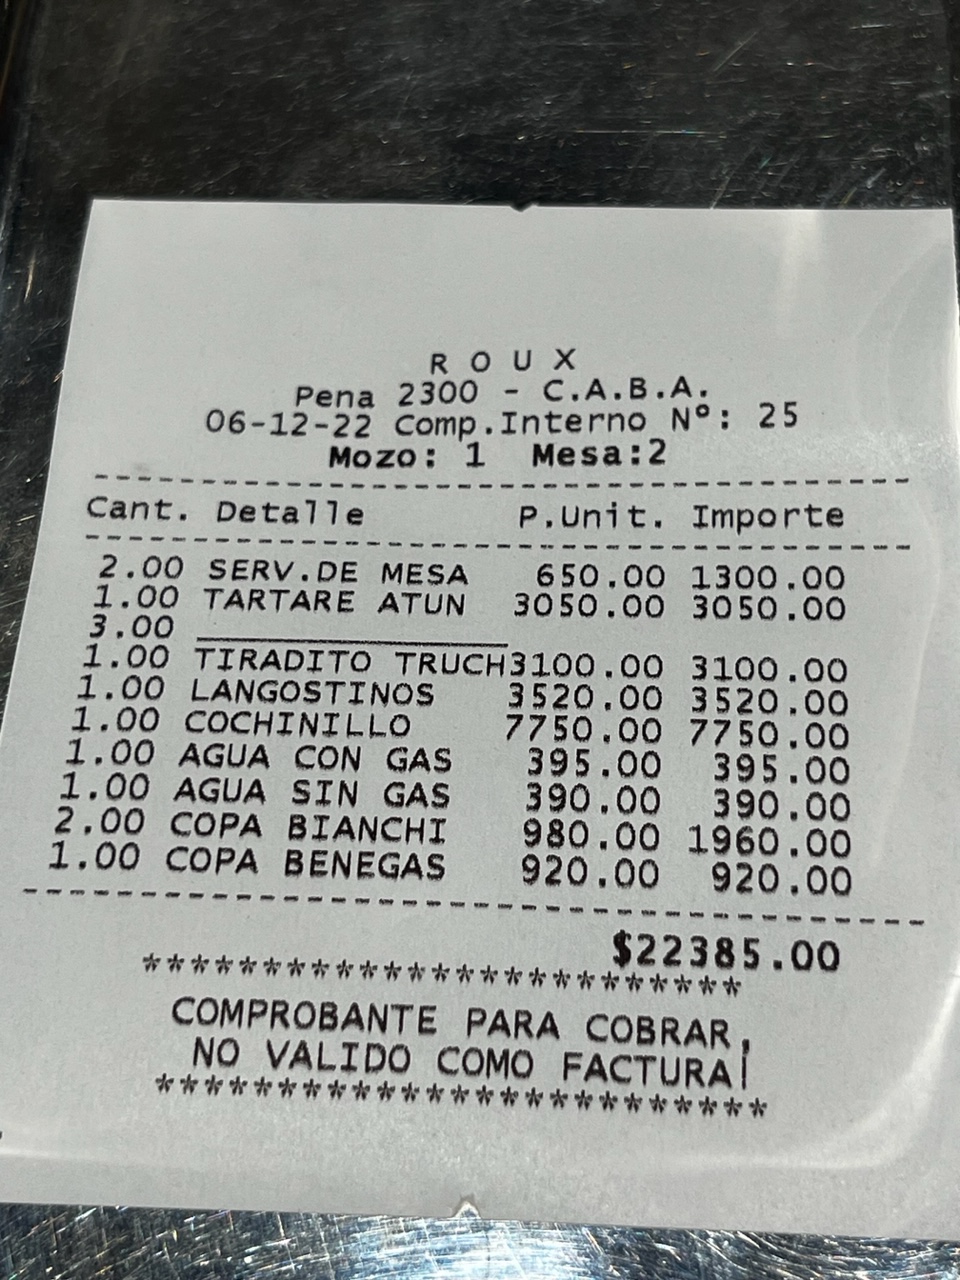 R O U X
Pena 2300 - C.A.B.A.
06-12-22 Comp.Interno Nº: 25
Mozo: 1 Mesa:2
Cant. Detalle P.Unit. Importe
2.00 SERV.DE MESA 650.00 1300.00
1.00 TARTARE ATUN 3050.00 3050.00
3.00 _____________
1.00 TIRADITO TRUCH3100.00 3100.00
1.00 LANGOSTINOS 3520.00 3520.00
1.00 COCHINILLO 7750.00 7750.00
1.00 AGUA CON GAS 395.00 395.00
1.00 AGUA SIN GAS 390.00 390.00
2.00 COPA BIANCHI 980.00 1960.00
1.00 COPA BENEGAS 920.00 920.00
$22385.00
*************************
COMPROBANTE PARA COBRAR,
NO VALIDO COMO FACTURA¡
**************************